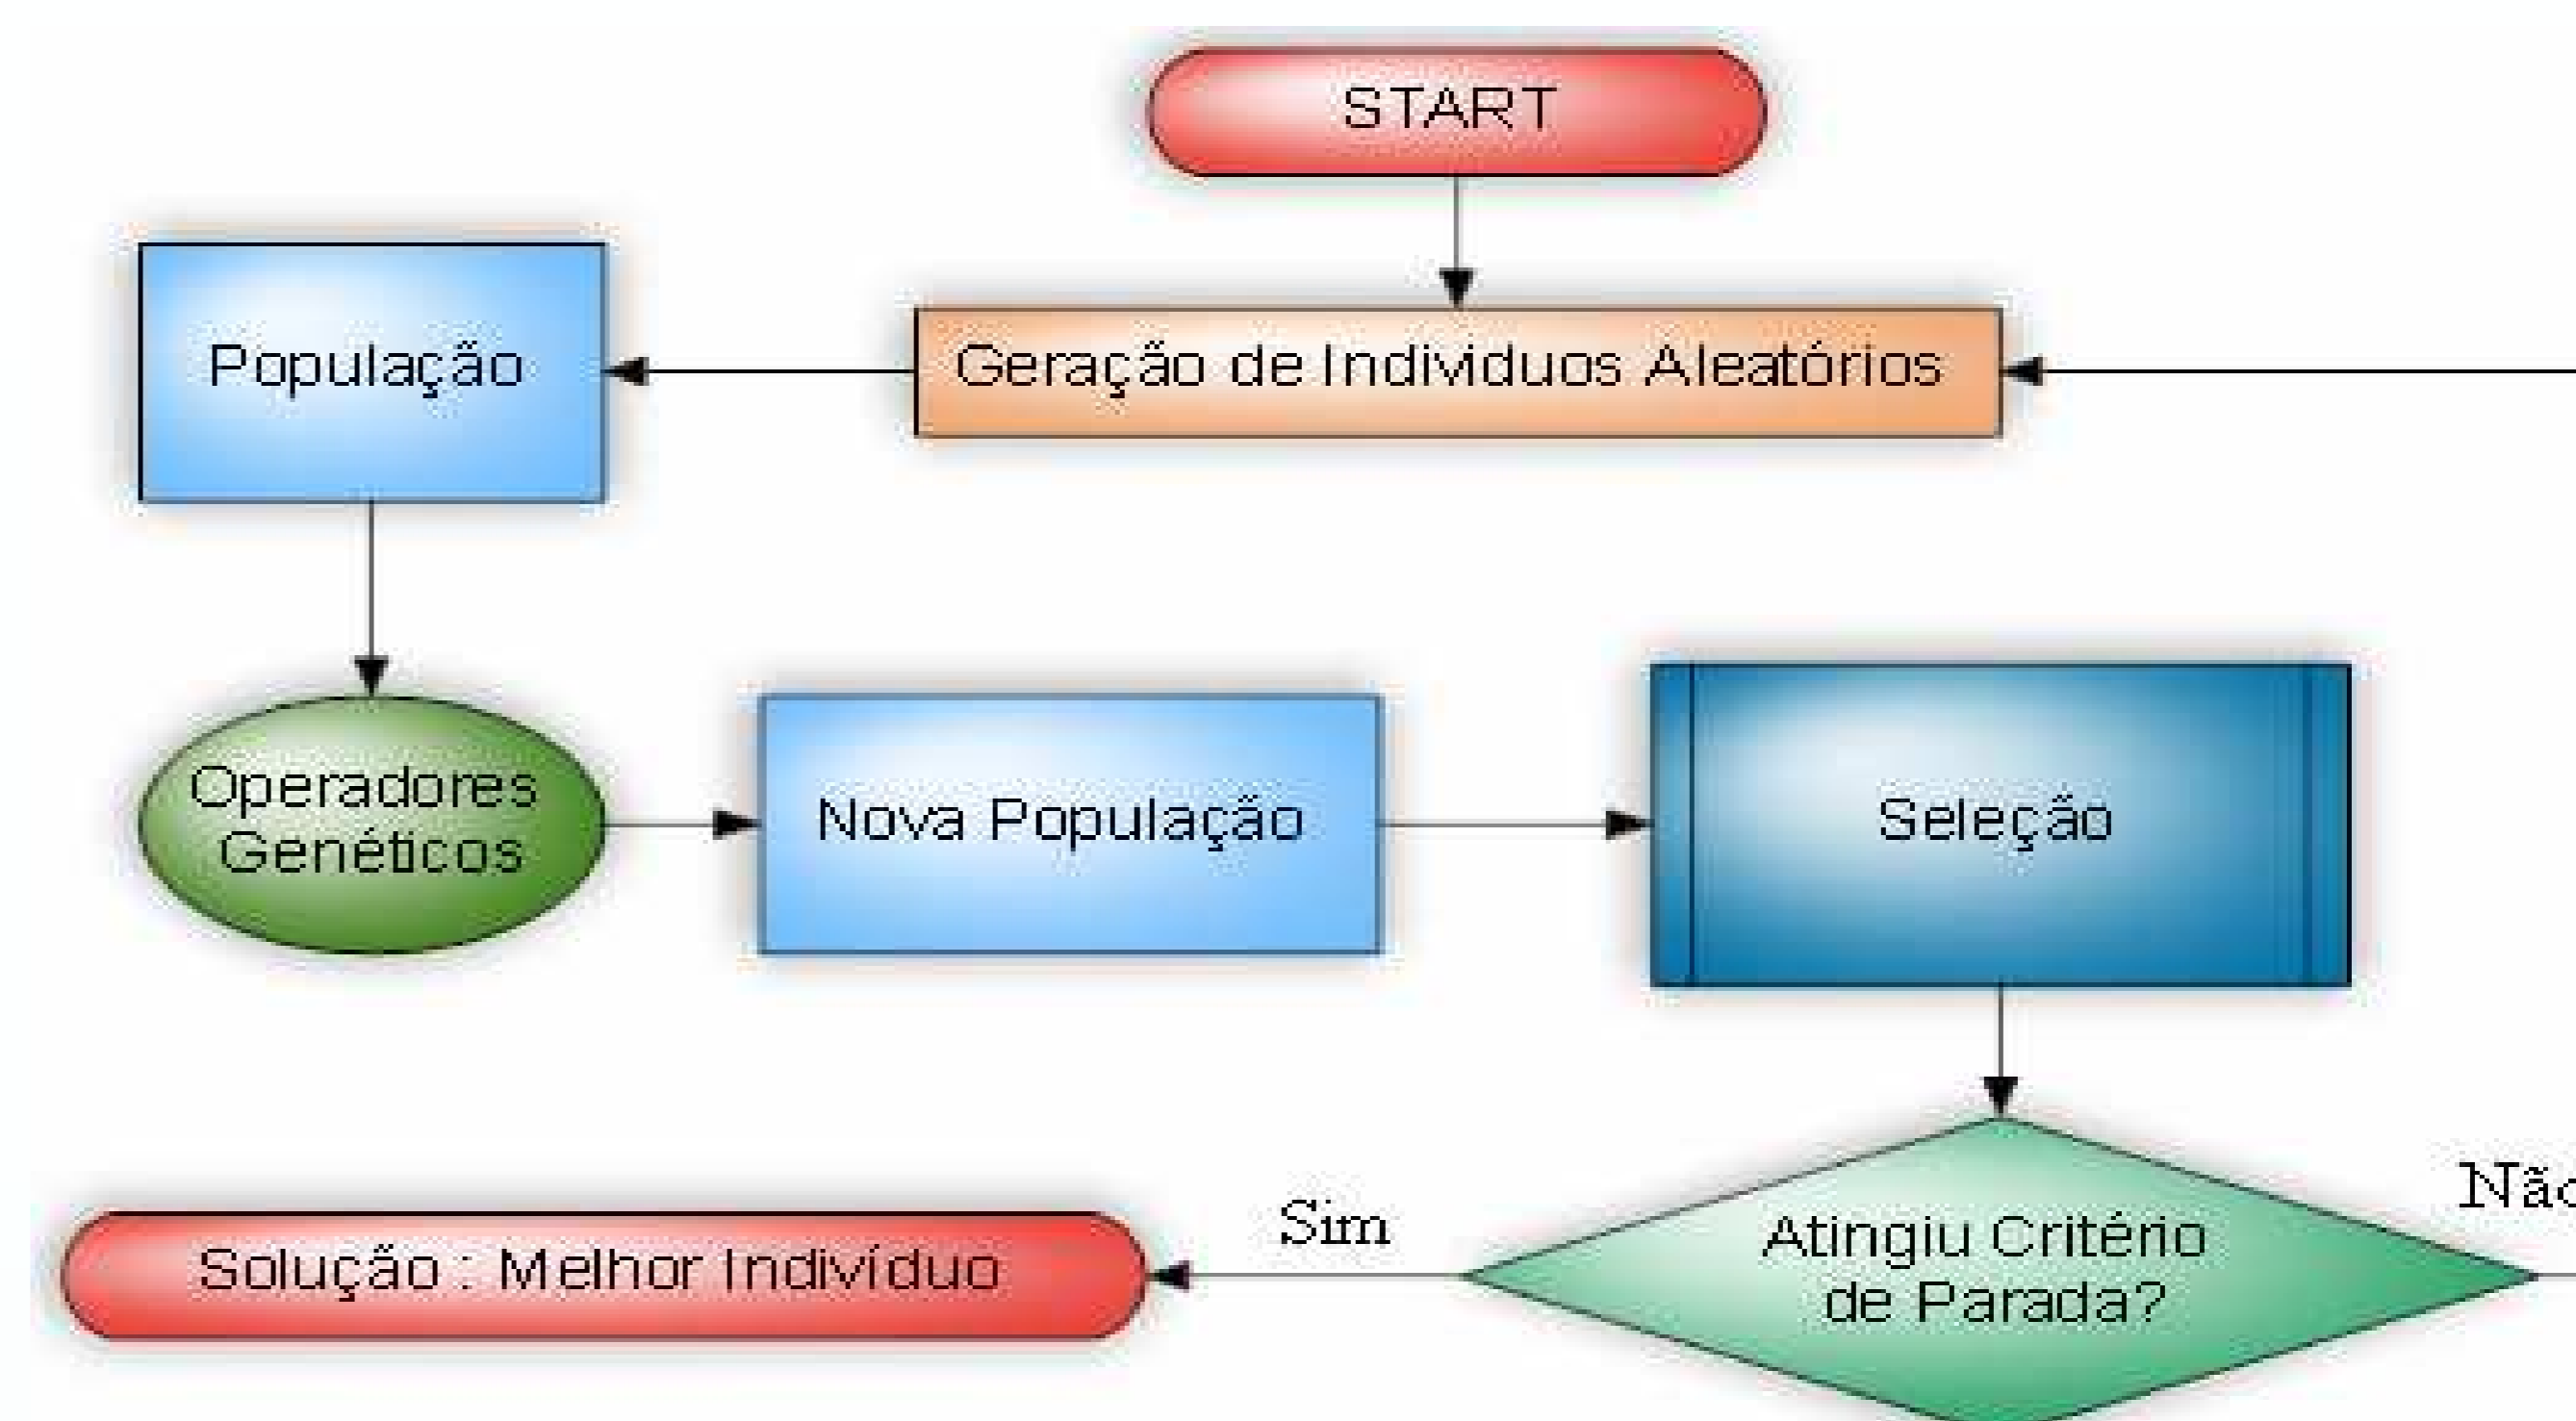 START
População
Geração de Individuos Aleatórios
Operadores
Genéticos
Nova População
Seleção
Sim
Atingiu Critério
de Parada?
Solução : Melhor Indivíduo